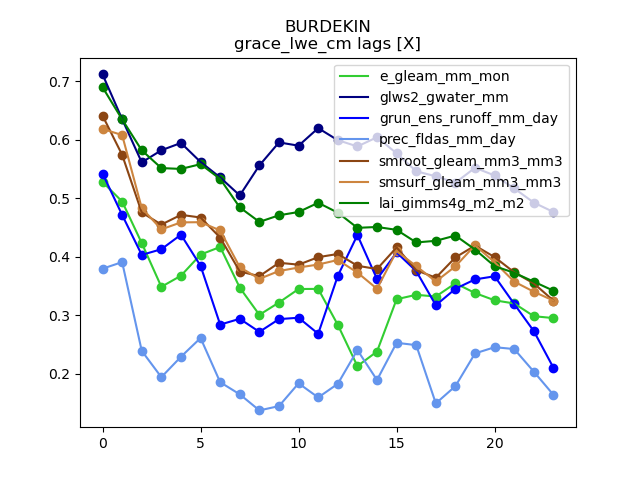 BURDEKIN
grace_lwe_cm lags [X]
e_gleam_mm_mon
glws2_gwater_mm
grun_ens_runoff_mm_day
prec_fldas_mm_day
smroot_gleam_mm3_mm3
smsurf_gleam_mm3_mm3
lai_gimms4g_m2_m2
0.7
0.6
0.5
0.4
0.3
0.2
0
5
10
15
20